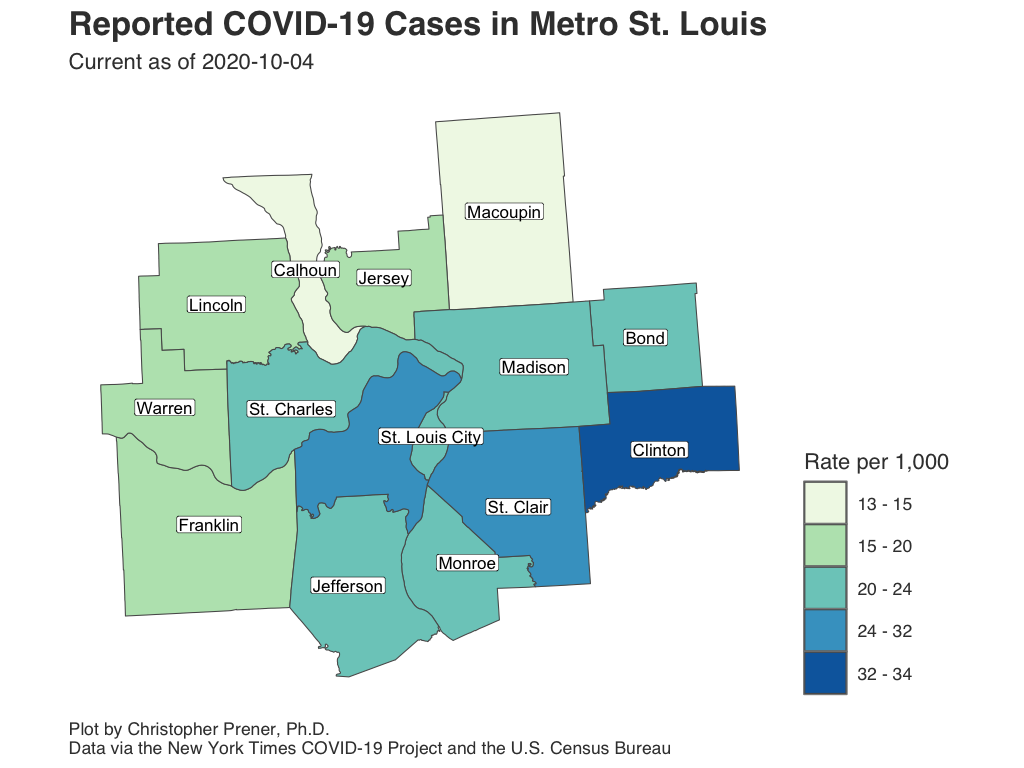 Reported COVID-19 Cases in Metro St. Louis
Current as of 2020-10-04
Macoupin
Calhoun
Jersey
Lincoln
Bond
Madison
Warren
St. Charles
St. Louis City
Clinton
St. Clair
Franklin
Monroe
Jefferson
Rate per 1,000
13 - 15
15 - 20
20 - 24
24 - 32
32 - 34
Plot by Christopher Prener, Ph.D.
Data via the New York Times COVID-19 Project and the U.S. Census Bureau